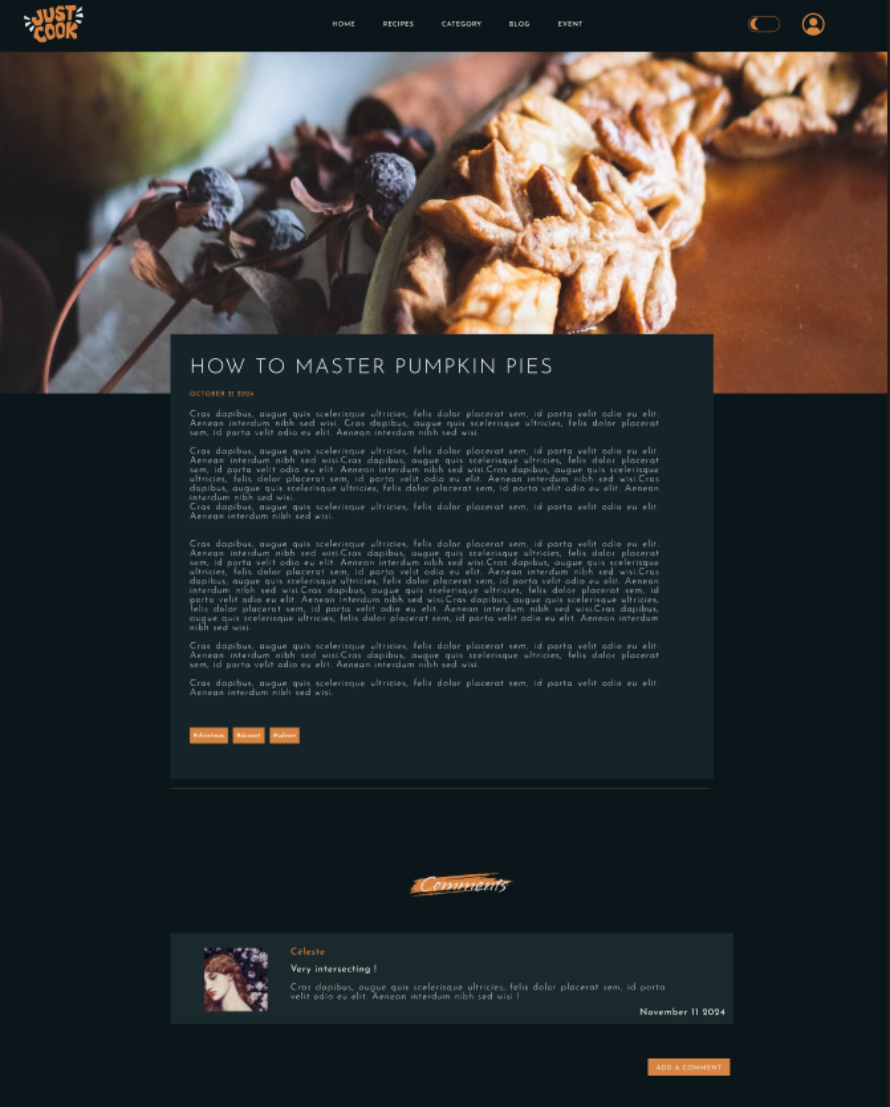 JUST
COOK
HOME RECIPES CATEGORY BLOG EVENT
HOW TO MASTER PUMPKIN PIES
OCTOBER 21 2024
Cras dapibus, augue quis scelerisque ultricies, felis dolor placerat sem, id porta velit odio eu elit.
Aenean interdum nibh sed wisi. Cras dapibus, augue quis scelerisque ultricies, felis dolor placerat
sem, id porta velit odio eu elit. Aenean interdum nibh sed wisi.
Cras dapibus, augue quis scelerisque ultricies, felis dolor placerat sem, id porta velit odio eu elit.
Aenean interdum nibh sed wisi.Cras dapibus, augue quis scelerisque ultricies, felis dolor placerat
sem, id porta velit odio eu elit. Aenean interdum nibh sed wisi.Cras dapibus, augue quis scelerisque
ultricies, felis dolor placerat sem, id porta velit odio eu elit. Aenean interdum nibh sed wisi.Cras
dapibus, augue quis scelerisque ultricies, felis dolor placerat sem, id porta velit odio eu elit. Aenean
interdum nibh sed wisi.
Cras dapibus, augue quis scelerisque ultricies, felis dolor placerat sem, id porta velit odio eu elit.
Aenean interdum nibh sed wisi.
Cras dapibus, augue quis scelerisque ultricies, felis dolor placerat sem, id porta velit odio eu elit.
Aenean interdum nibh sed wisi.Cras dapibus, augue quis scelerisque ultricies, felis dolor placerat
sem, id porta velit odio eu elit. Aenean interdum nibh sed wisi.Cras dapibus, augue quis scelerisque
ultricies, felis dolor placerat sem, id porta velit odio eu elit. Aenean interdum nibh sed wisi.Cras
dapibus, augue quis scelerisque ultricies, felis dolor placerat sem, id porta velit odio eu elit. Aenean
interdum nibh sed wisi.Cras dapibus, augue quis scelerisque ultricies, felis dolor placerat sem, id
porta velit odio eu elit. Aenean interdum nibh sed wisi.Cras dapibus, augue quis scelerisque ultricies,
felis dolor placerat sem, id porta velit odio eu elit. Aenean interdum nibh sed wisi.Cras dapibus,
augue quis scelerisque ultricies, felis dolor placerat sem, id porta velit odio eu elit. Aenean interdum
nibh sed wisi.
Cras dapibus, augue quis scelerisque ultricies, felis dolor placerat sem, id porta velit odio eu elit.
Aenean interdum nibh sed wisi.Cras dapibus, augue quis scelerisque ultricies, felis dolor placerat
sem, id porta velit odio eu elit. Aenean interdum nibh sed wisi.
Cras dapibus, augue quis scelerisque ultricies, felis dolor placerat sem, id porta velit odio eu elit.
Aenean interdum nibh sed wisi.
#christmas #dessert
Comments
Céleste
Very intersecting !
Cras dapibus, augue quis scelerisque ultricies, felis dolor placerat sem, id porta
velit odio eu elit. Aenean interdum nibh sed wisi !
November 11 2024
ADD A COMMENT